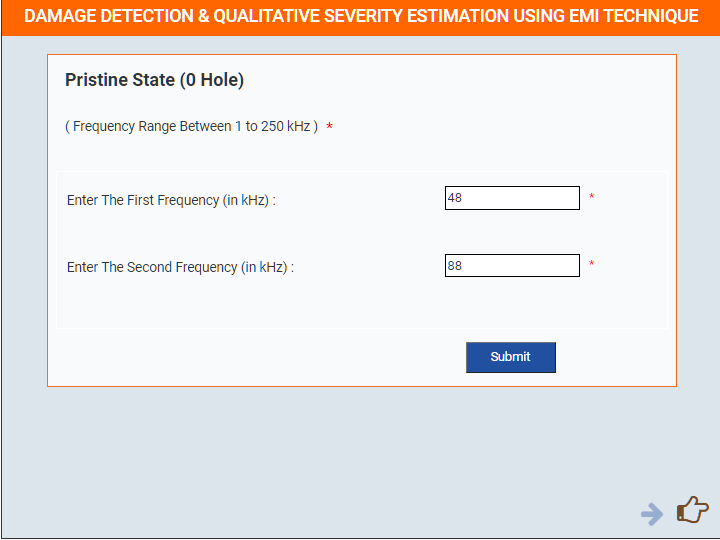 DAMAGE DETECTION & QUALITATIVE SEVERITY ESTIMATION USING EMI TECHNIQUE
Pristine State (0 Hole)
( Frequency Range Between 1 to 250 kHz ) *
Enter The First Frequency (in kHz) : 48 *
Enter The Second Frequency (in kHz) : 88 *
Submit